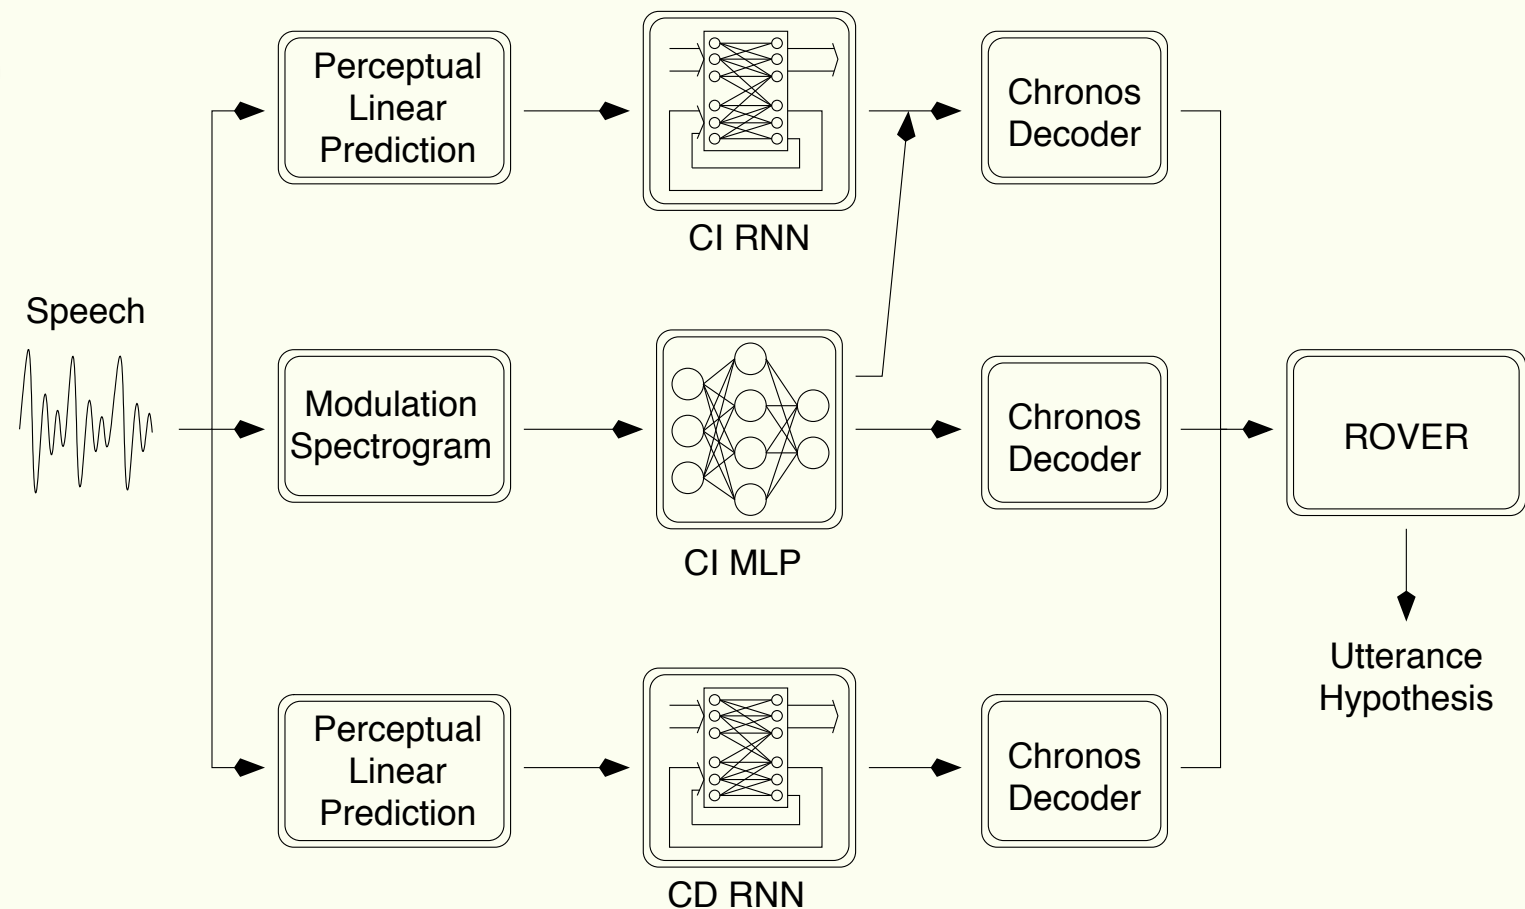 Speech
Perceptual
Linear
Prediction
CI RNN
Chronos
Decoder
Modulation
Spectrogram
CI MLP
Chronos
Decoder
Perceptual
Linear
Prediction
CD RNN
Chronos
Decoder
ROVER
Utterance
Hypothesis